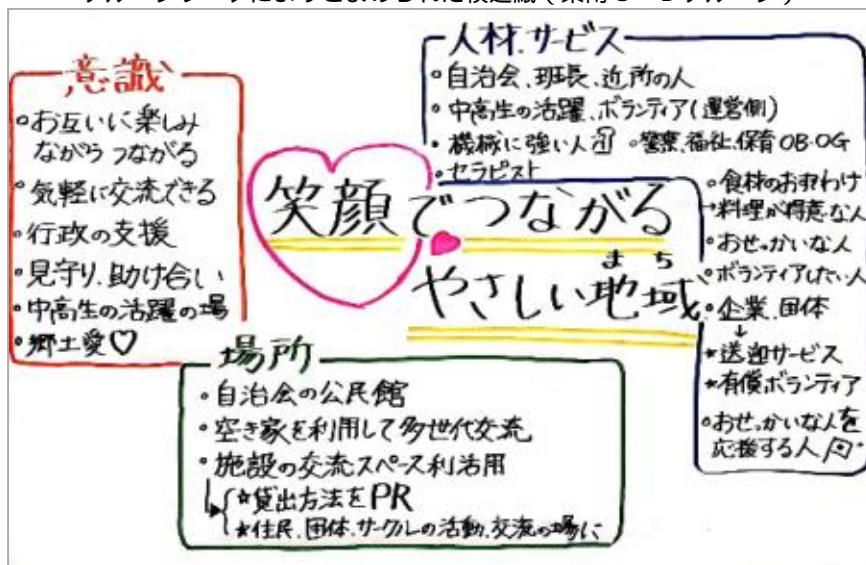 意識
・お互いに楽しみ
ながらつながる
・気軽に交流できる
・行政の支援
・見守り、助け合い
・中高生の活躍の場
・郷土愛♡
人材、サービス
・自治会、班長、近所の人
・中高生の活躍、ボランティア(運営側)
・機械に強い人 ・警察、福祉、保育OB・OG
・セラピスト
・食材のおすそわけ
→料理が得意な人
・おせっかいな人
・ボランティアしたい人
・企業、団体
↓
★送迎サービス
★有償ボランティア
・おせっかいな人を
応援する人
笑顔でつながる
まち
やさしい地域
場所
・自治会の公民館
・空き家を利用して多世代交流
・施設の交流スペース利活用
→★貸出方法をPR
★住民、団体、サークルの活動、交流の場に